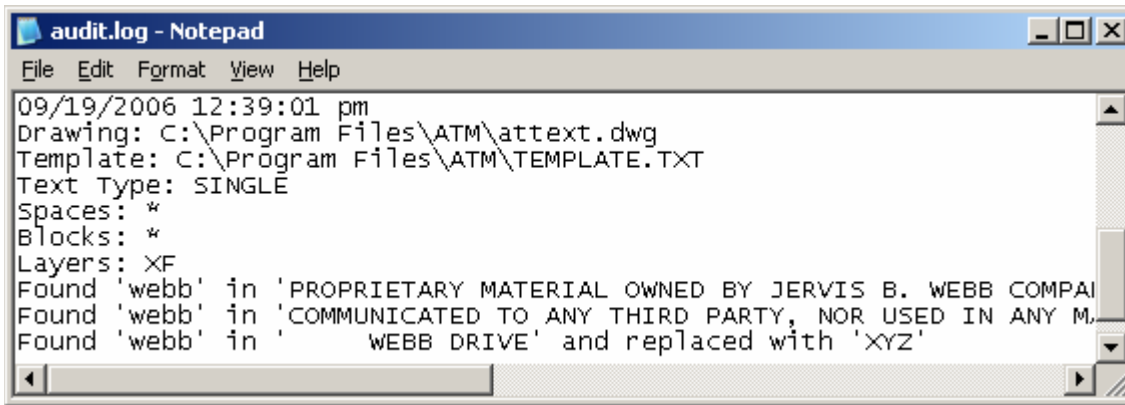 audit.log - Notepad
File Edit Format View Help
09/19/2006 12:39:01 pm
Drawing: C:\Program Files\ATM\attext.dwg
Template: C:\Program Files\ATM\TEMPLATE.TXT
Text Type: SINGLE
Spaces: *
Blocks: *
Layers: XF
Found 'webb' in 'PROPRIETARY MATERIAL OWNED BY JERVIS B. WEBB
Found 'webb' in 'COMMUNICATED TO ANY THIRD PARTY, NOR USED IN ANY
Found 'webb' in '     WEBB DRIVE' and replaced with 'XYZ'